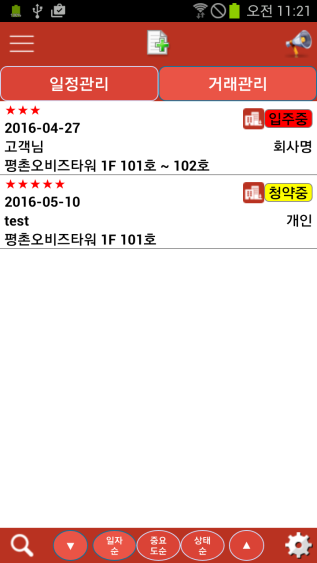 오전 11:21
일정관리 거래관리
★★★
2016-04-27 입주중
고객님 회사명
평촌오비즈타워 1F 101호 ~ 102호
★★★★★
2016-05-10 청약중
test 개인
평촌오비즈타워 1F 101호
▼ 일자순 중요도순 상태순 ▲